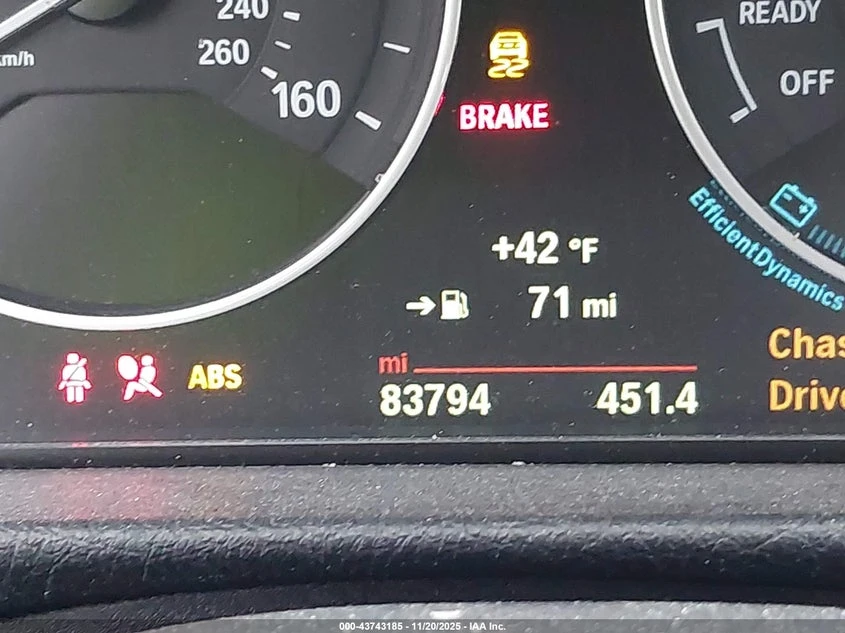 240
260
km/h
160
BRAKE
READY
OFF
EfficientDynamics
+42 °F
71 mi
ABS
mi
83794 451.4
Chas
Drive
000-43743185 - 11/20/2025 - IAA Inc.